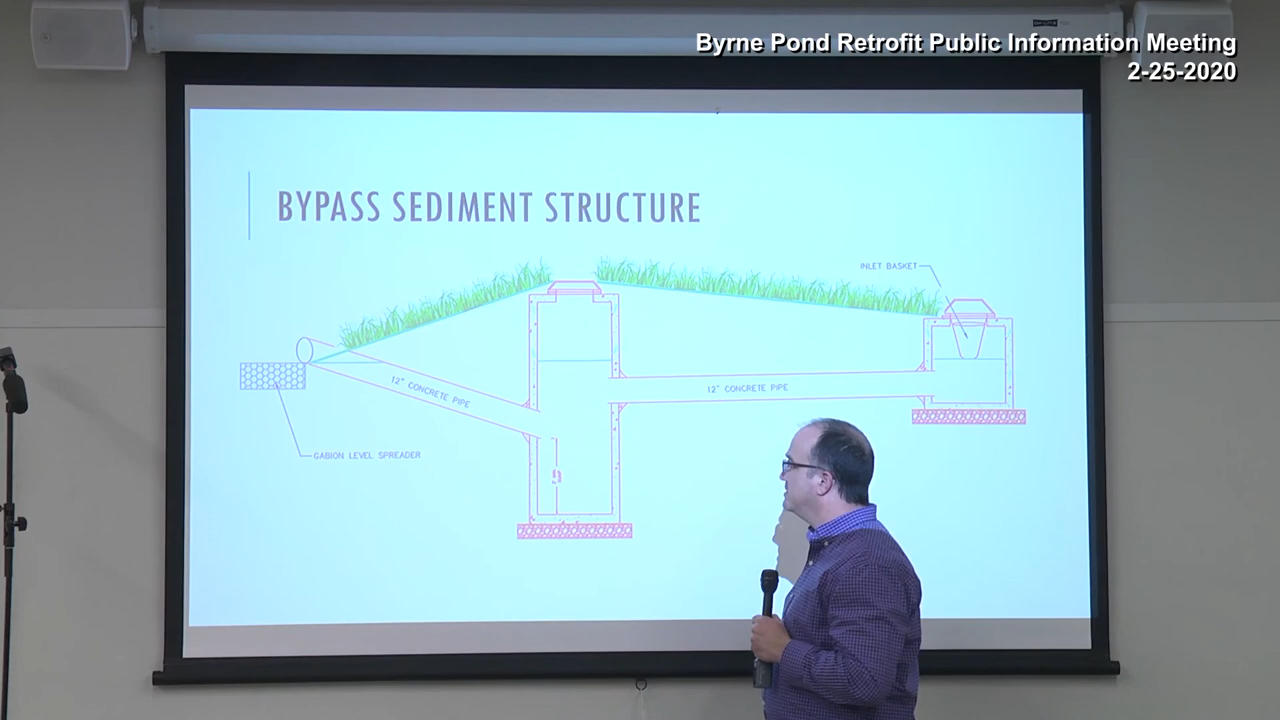 Byrne Pond Retrofit Public Information Meeting
2-25-2020
BYPASS SEDIMENT STRUCTURE
INLET BASKET
12" CONCRETE PIPE
12" CONCRETE PIPE
GABION LEVEL SPREADER